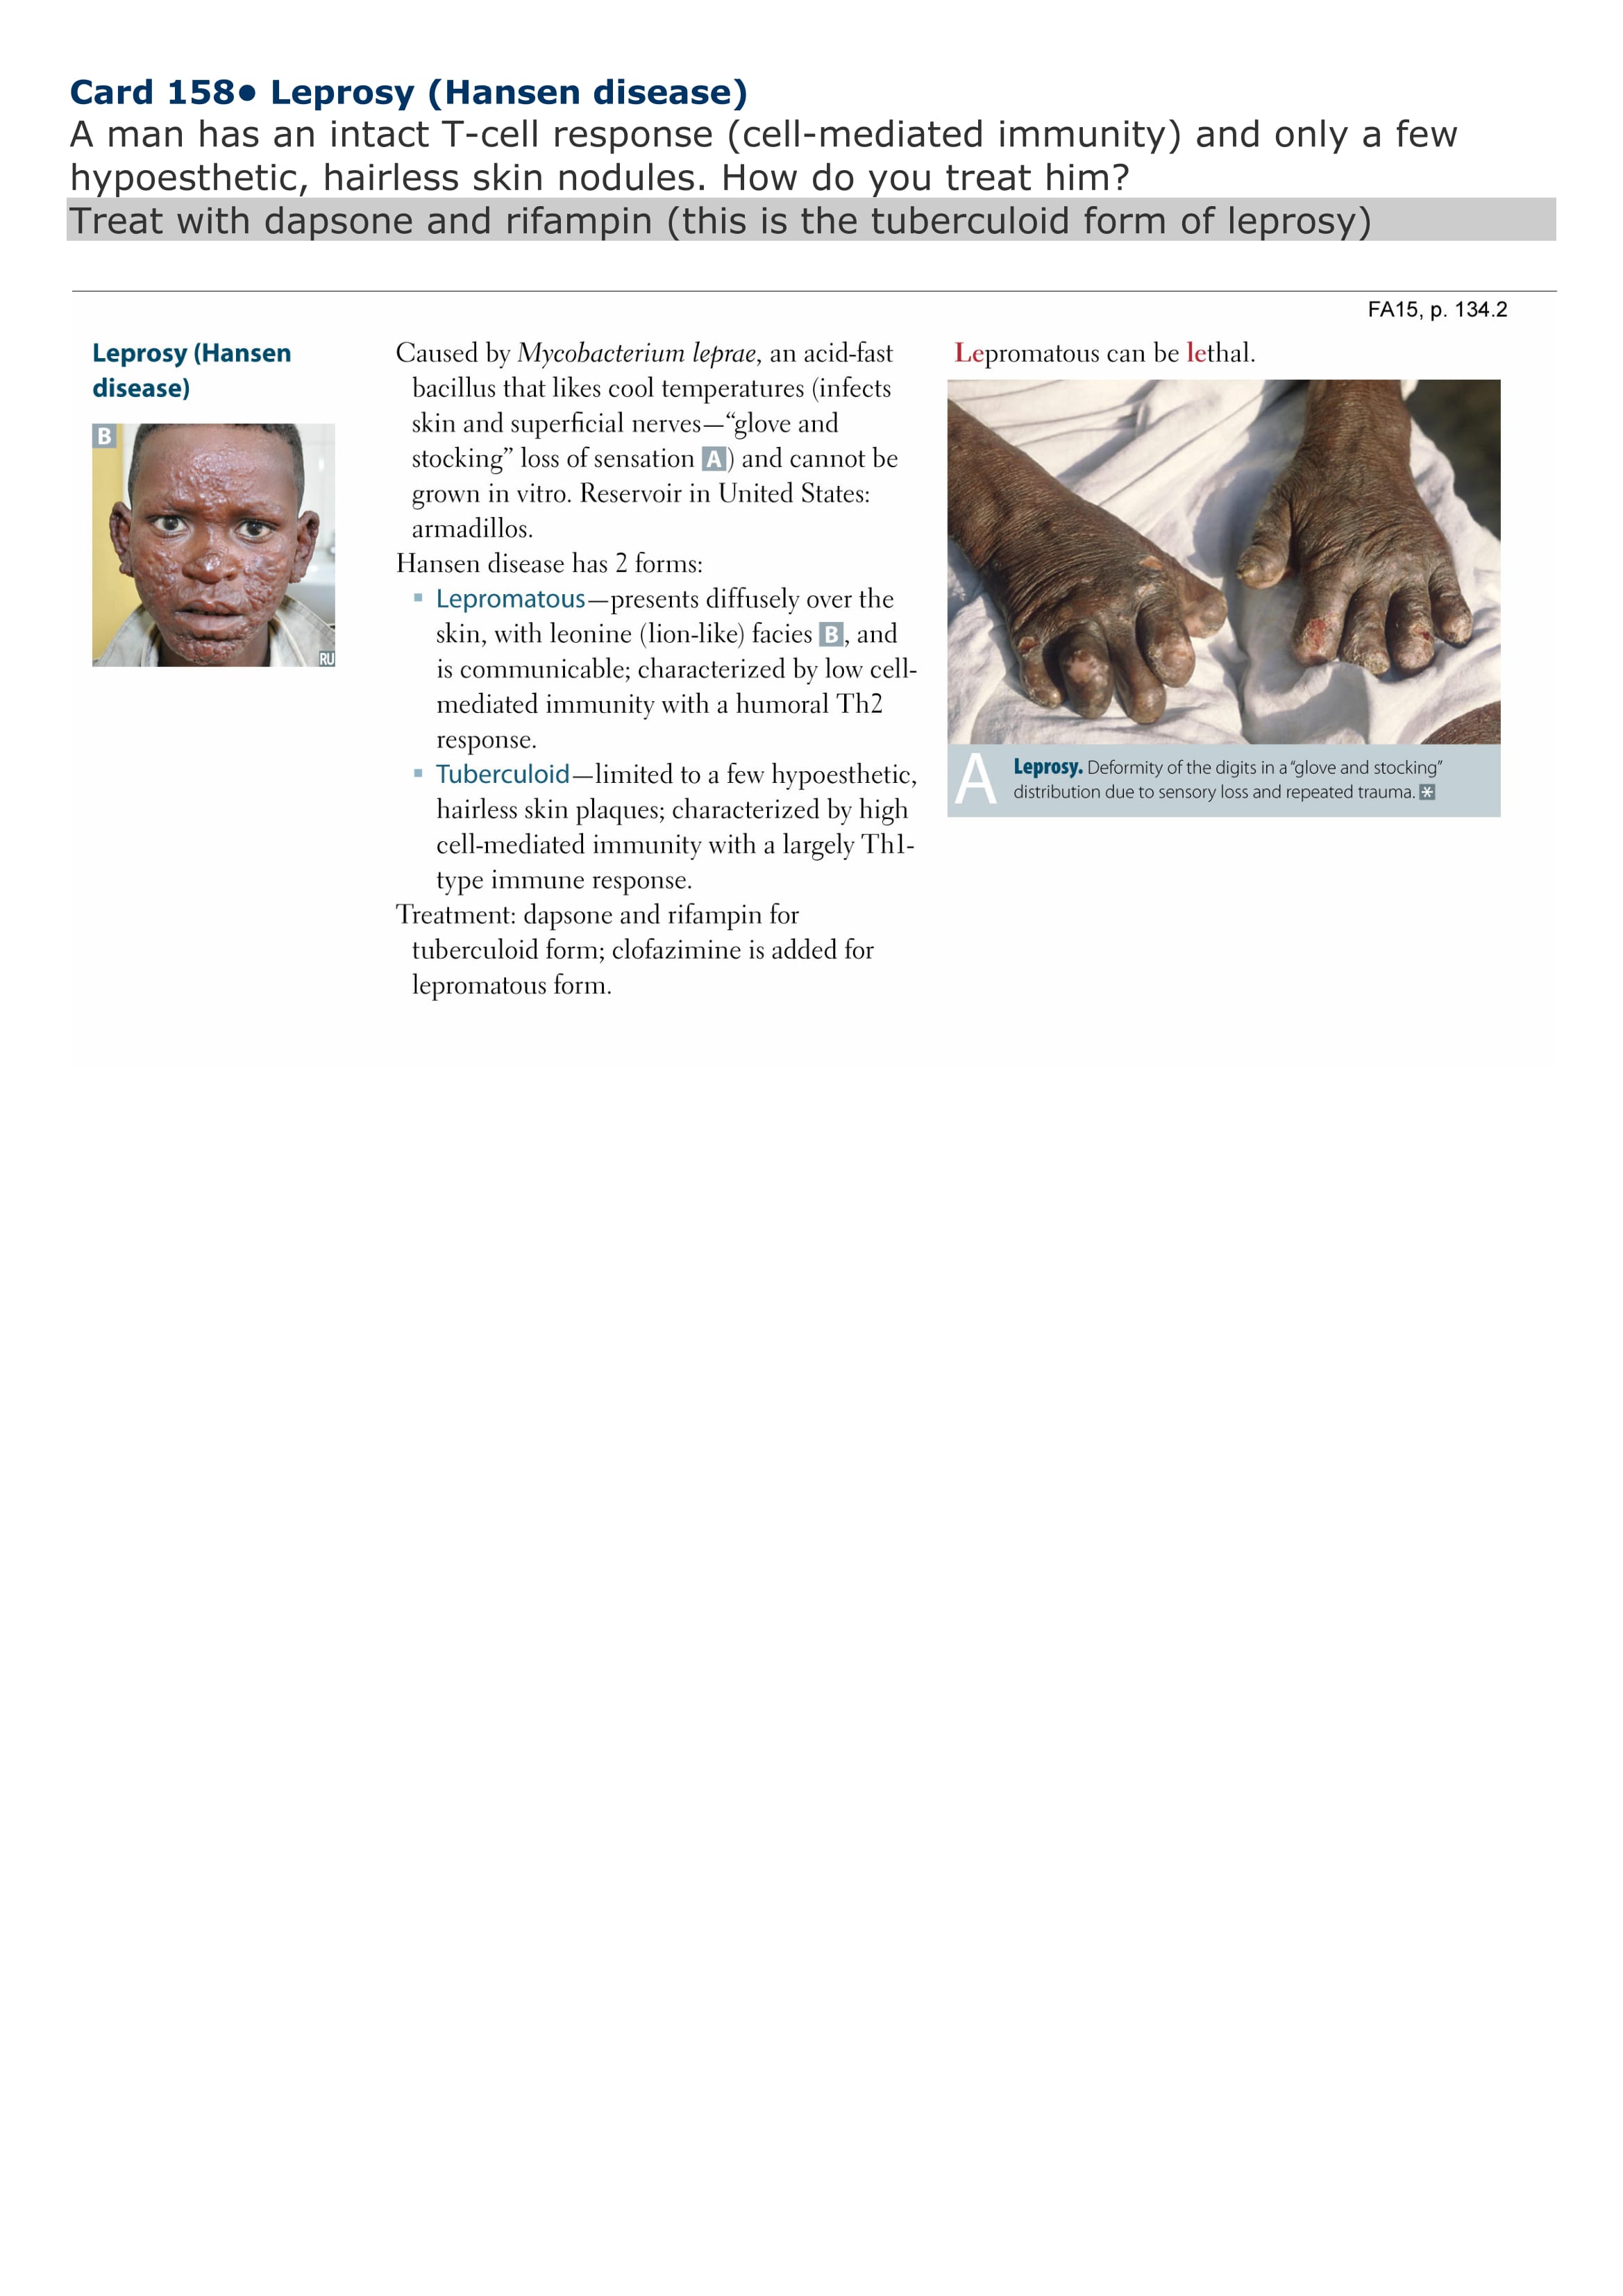 Card 158• Leprosy (Hansen disease)
A man has an intact T-cell response (cell-mediated immunity) and only a few
hypoesthetic, hairless skin nodules. How do you treat him?
Treat with dapsone and rifampin (this is the tuberculoid form of leprosy)
FA15, p. 134.2
Leprosy (Hansen
disease)
B
RU
Caused by Mycobacterium leprae, an acid-fast
bacillus that likes cool temperatures (infects
skin and superficial nerves—“glove and
stocking” loss of sensation A) and cannot be
grown in vitro. Reservoir in United States:
armadillos.
Hansen disease has 2 forms:
▪ Lepromatous—presents diffusely over the
skin, with leonine (lion-like) facies B, and
is communicable; characterized by low cell-
mediated immunity with a humoral Th2
response.
▪ Tuberculoid—limited to a few hypoesthetic,
hairless skin plaques; characterized by high
cell-mediated immunity with a largely Th1-
type immune response.
Treatment: dapsone and rifampin for
tuberculoid form; clofazimine is added for
lepromatous form.
Lepromatous can be lethal.
A
Leprosy. Deformity of the digits in a “glove and stocking”
distribution due to sensory loss and repeated trauma. *